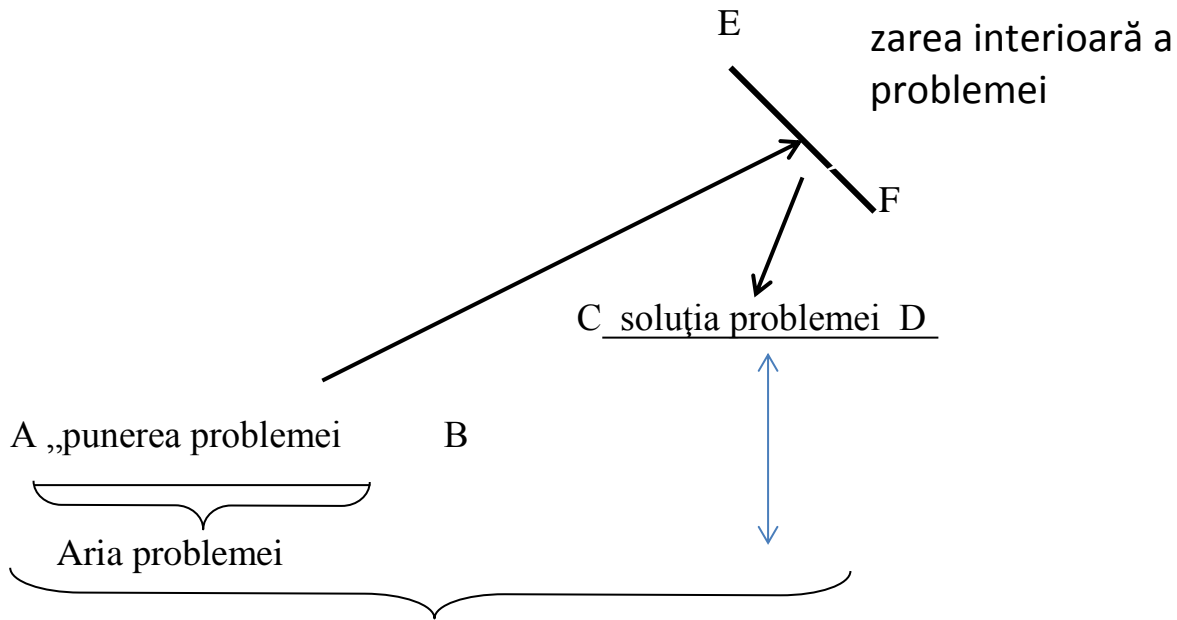 E
zarea interioară a
problemei
F
C soluţia problemei D
A „punerea problemei B
Aria problemei